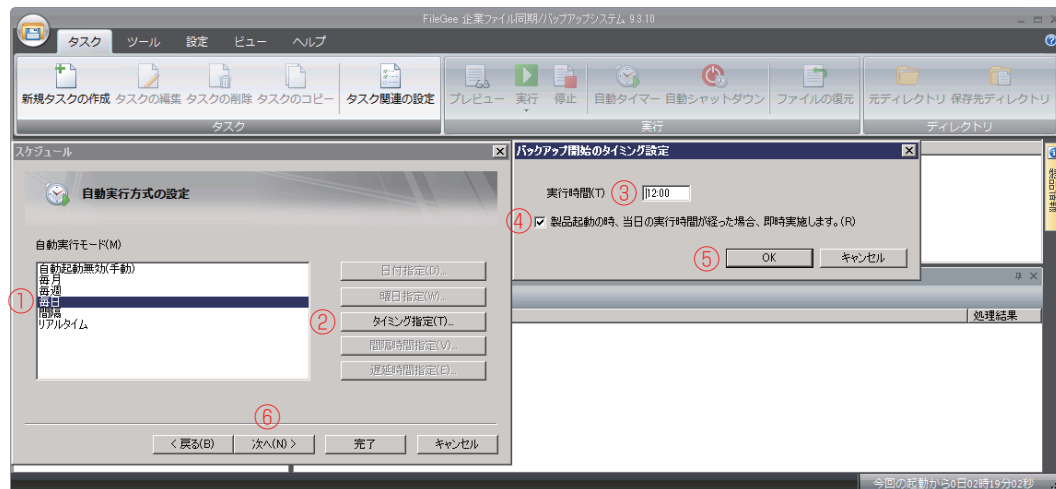 FileGee 企業ファイル同期/バップアップシステム 9.3.10
タスク ツール 設定 ビュー ヘルプ
新規タスクの作成 タスクの編集 タスクの削除 タスクのコピー タスク関連の設定 プレビュー 実行 停止 自動タイマー 自動シャットダウン ファイルの復元 元ディレクトリ 保存先ディレクトリ
タスク 実行 ディレクトリ
スケジュール
自動実行方式の設定
自動実行モード(M)
自動起動無効(手動)
毎月
毎週
① 毎日
間隔
リアルタイム
日付指定(D)...
曜日指定(W)...
② タイミング指定(T)...
間隔時間指定(V)...
遅延時間指定(E)...
⑥
< 戻る(B) 次へ(N) > 完了 キャンセル
バックアップ開始のタイミング設定
実行時間(T) ③ 12:00
④ 製品起動の時、当日の実行時間が経った場合、即時実施します。(R)
⑤ OK キャンセル
処理結果
今回の起動から0日02時19分02秒